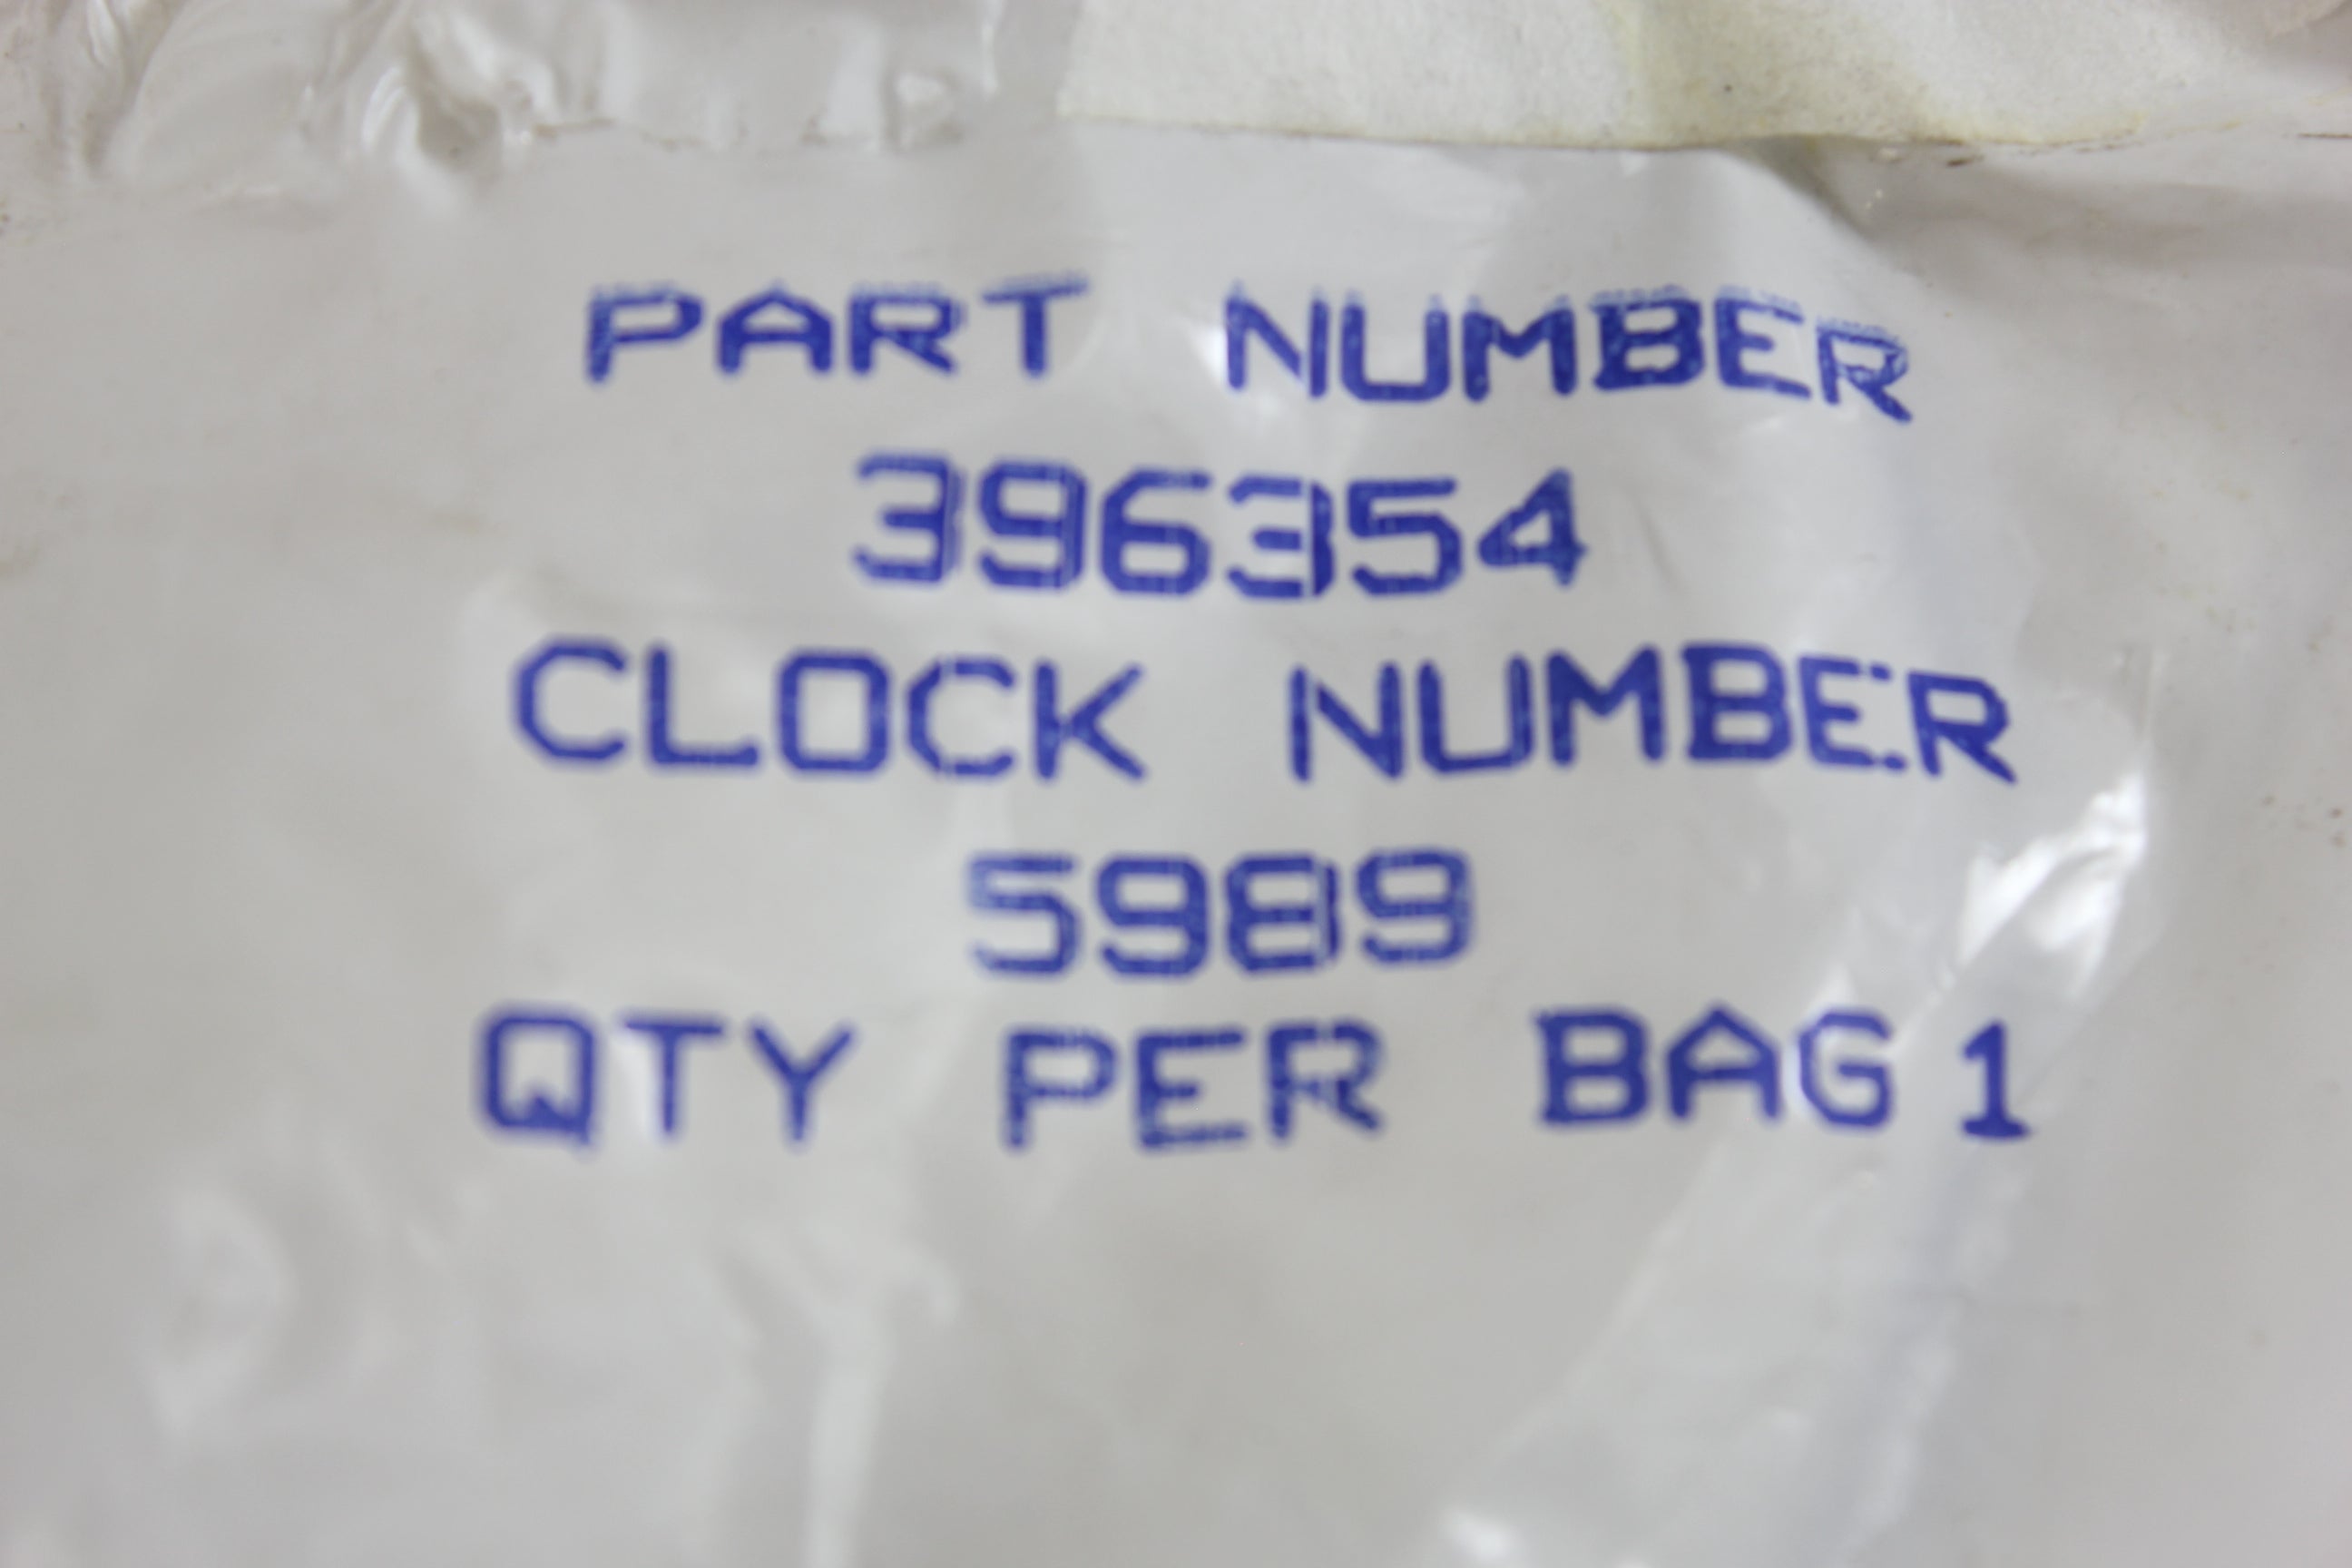 PART NUMBER
396354
CLOCK NUMBER
5989
QTY PER BAG 1